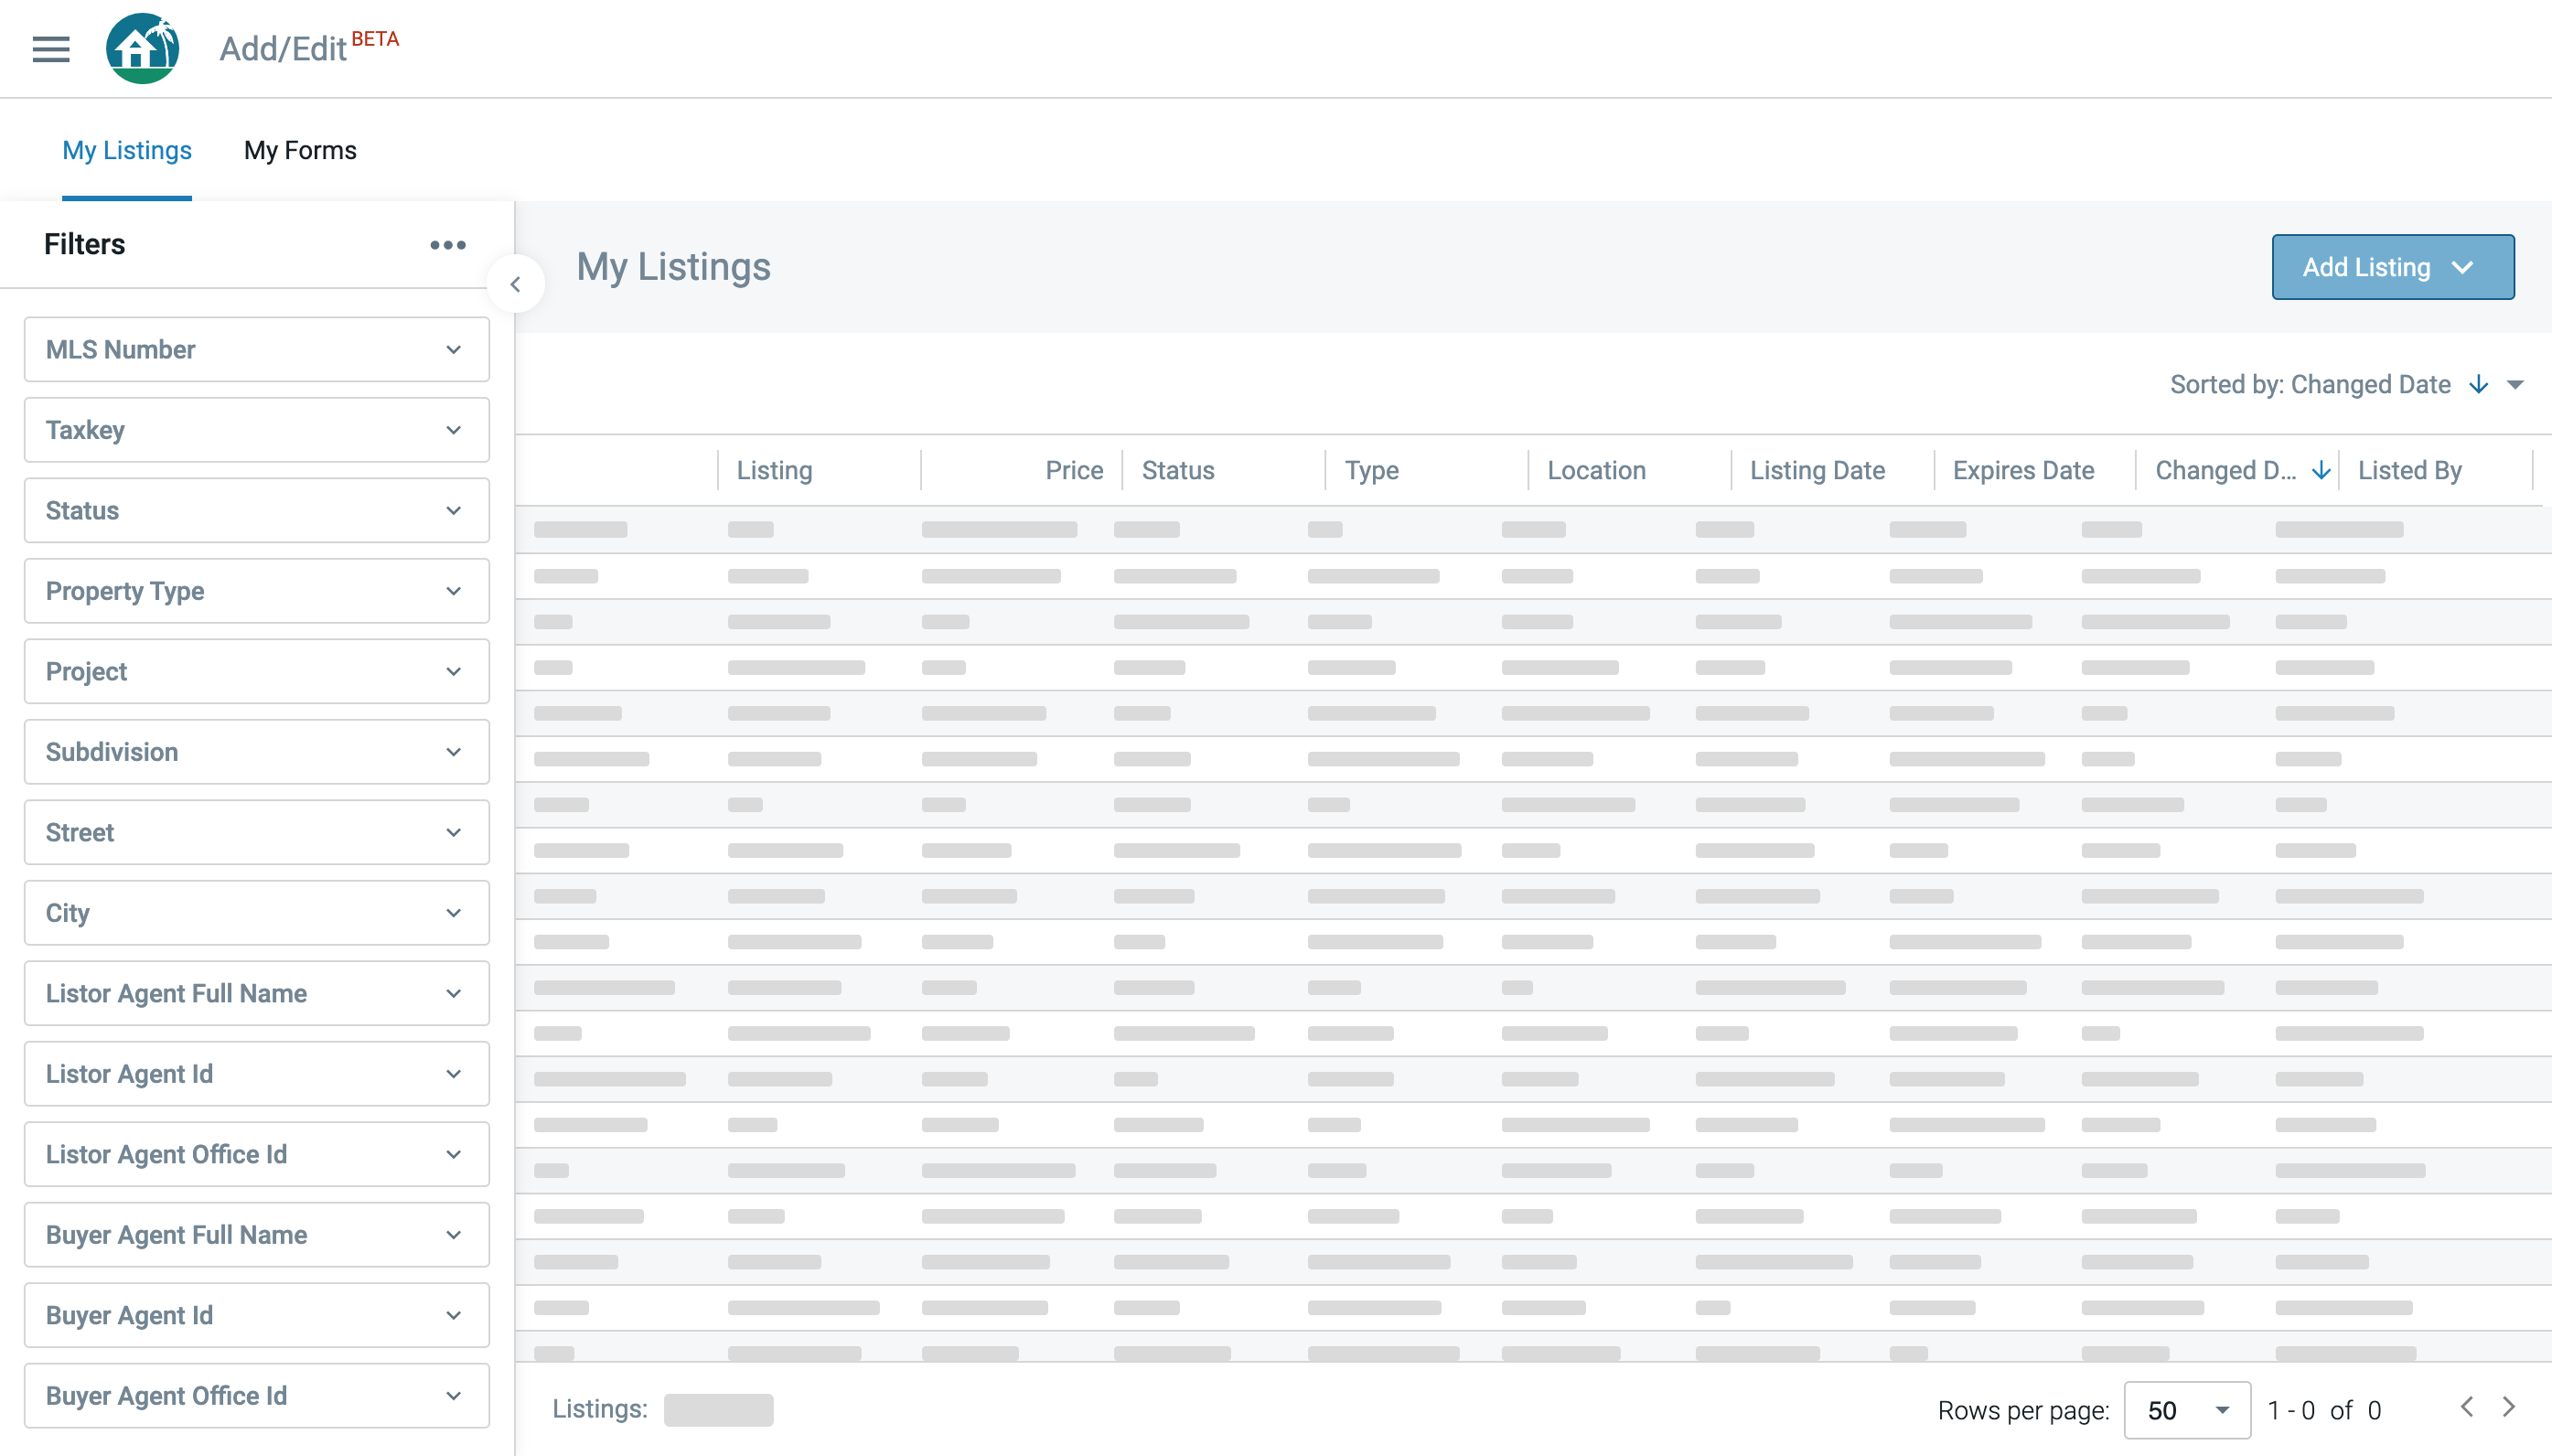 Add/Edit BETA
My Listings My Forms
Filters
My Listings
Add Listing
MLS Number
Taxkey
Status
Property Type
Project
Subdivision
Street
City
Listor Agent Full Name
Listor Agent Id
Listor Agent Office Id
Buyer Agent Full Name
Buyer Agent Id
Buyer Agent Office Id
Sorted by: Changed Date
Listing Price Status Type Location Listing Date Expires Date Changed D... Listed By
Listings:
Rows per page: 50 1 - 0 of 0